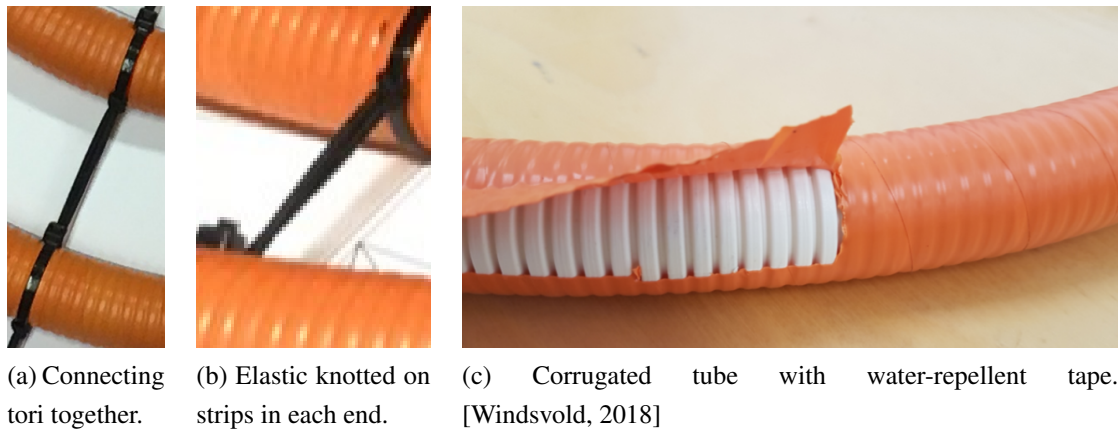 (a) Connecting
tori together.
(b) Elastic knotted on
strips in each end.
(c) Corrugated tube with water-repellent tape.
[Windsvold, 2018]